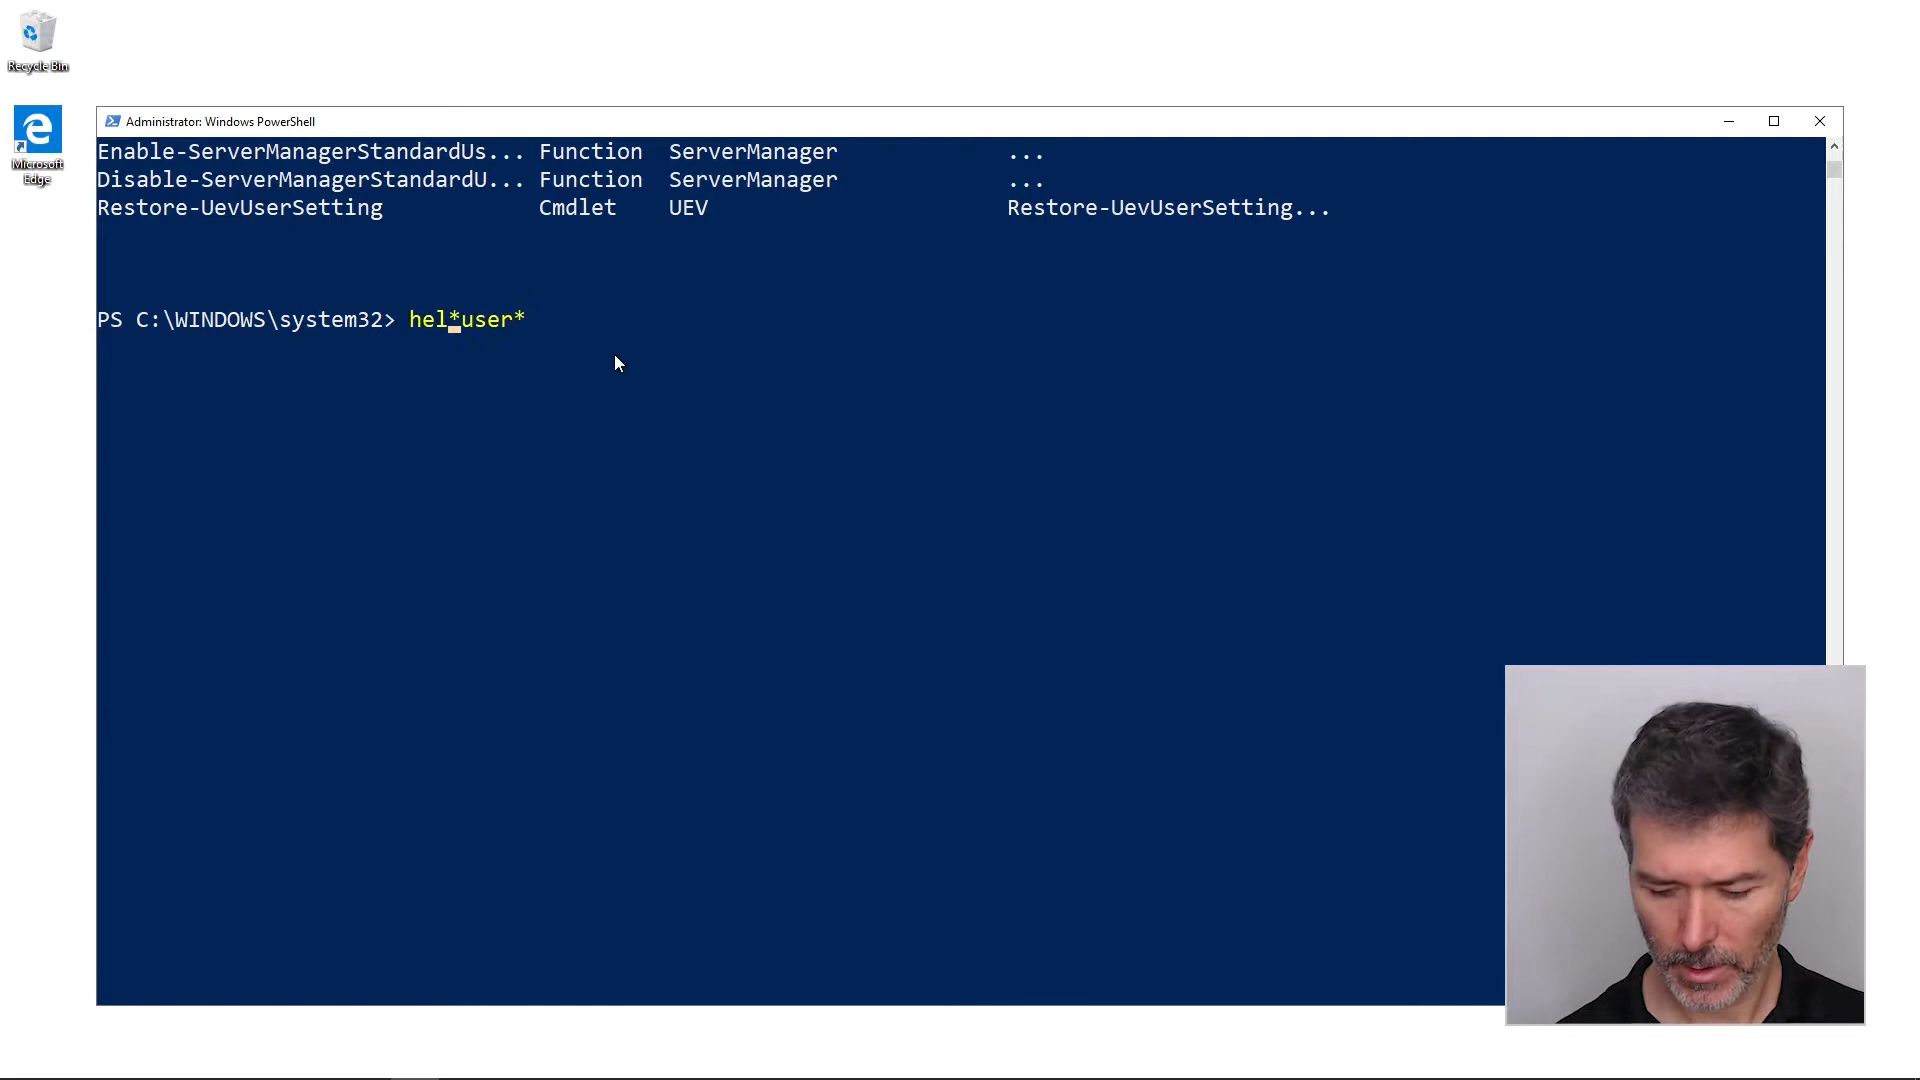 Recycle Bin
Microsoft
Edge
Administrator: Windows PowerShell
Enable-ServerManagerStandardUs... Function ServerManager ...
Disable-ServerManagerStandardU... Function ServerManager ...
Restore-UevUserSetting Cmdlet UEV Restore-UevUserSetting...
PS C:\WINDOWS\system32> hel*user*